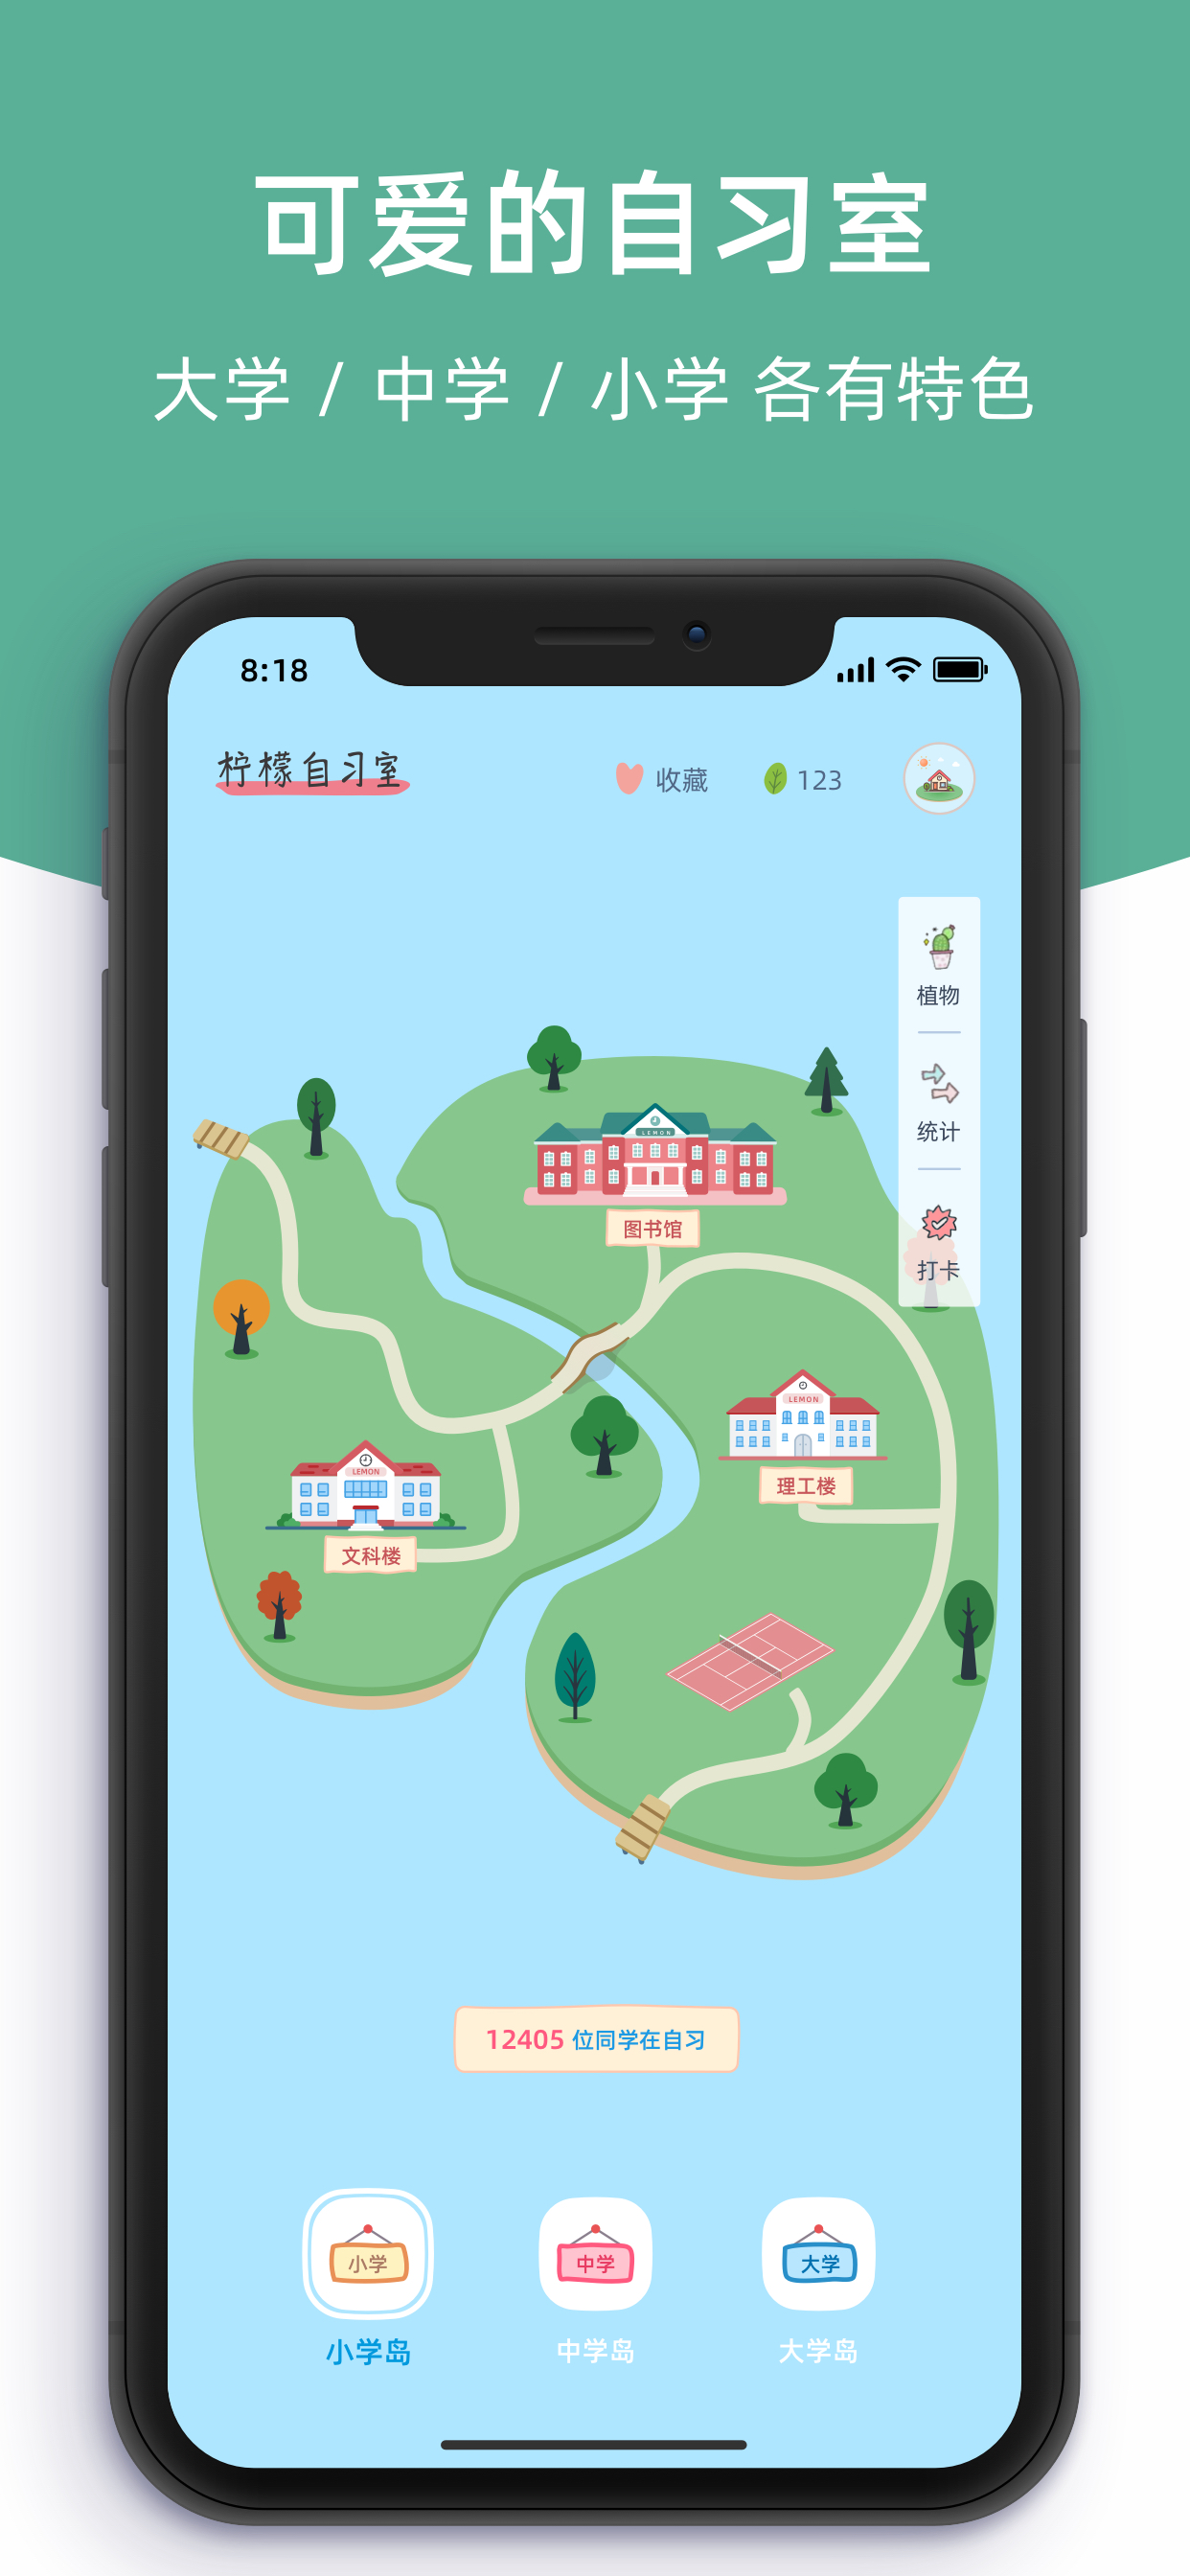 可爱的自习室
大学 / 中学 / 小学 各有特色
8:18
柠檬自习室
收藏
123
植物
统计
打卡
LEMON
图书馆
LEMON
理工楼
LEMON
文科楼
12405 位同学在自习
小学
中学
大学
小学岛
中学岛
大学岛